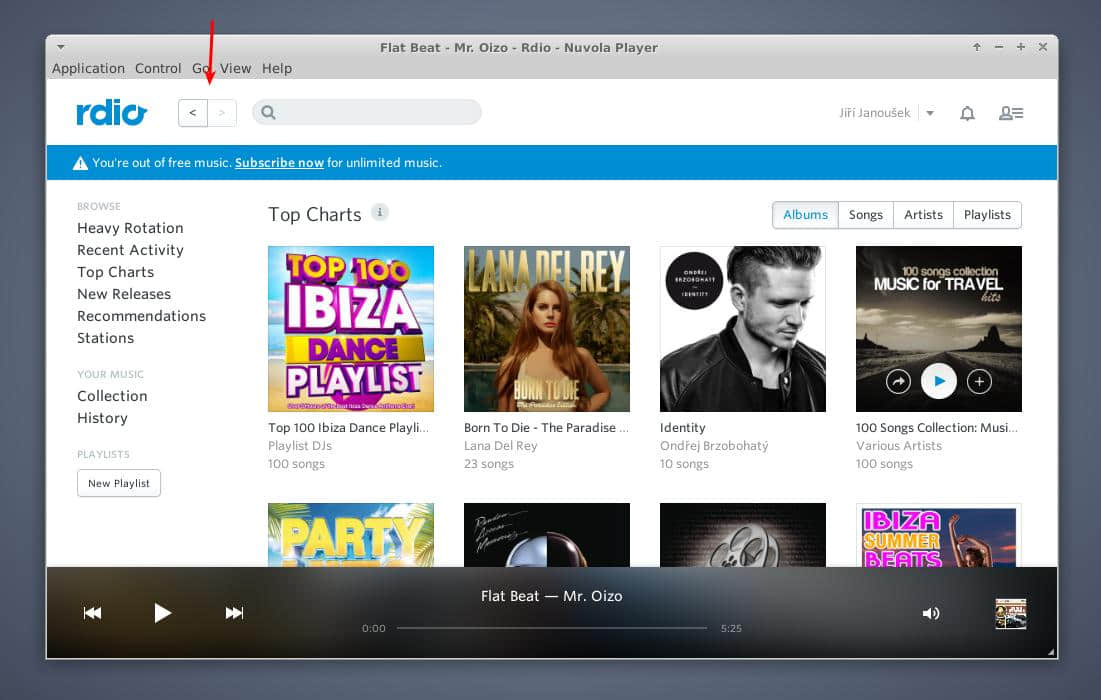 Flat Beat - Mr. Oizo - Rdio - Nuvola Player
Application Control Go View Help
rdio < > Jiří Janoušek
You're out of free music. Subscribe now for unlimited music.
BROWSE
Heavy Rotation
Recent Activity
Top Charts
New Releases
Recommendations
Stations
YOUR MUSIC
Collection
History
PLAYLISTS
New Playlist
Top Charts i
Albums Songs Artists Playlists
TOP 100
IBIZA
DANCE
PLAYLIST
LANA DEL REY
BORN TO DIE
The Paradise Edition
ONDŘEJ
BRZOBOHATÝ
IDENTITY
100 songs collection
MUSIC for TRAVEL
hits
Top 100 Ibiza Dance Playli...
Playlist DJs
100 songs
Born To Die - The Paradise ...
Lana Del Rey
23 songs
Identity
Ondřej Brzobohatý
10 songs
100 Songs Collection: Musi...
Various Artists
100 songs
PARTY
Random
Access
Memories
IBIZA
SUMMER
BEATS
Flat Beat — Mr. Oizo
0:00 5:25